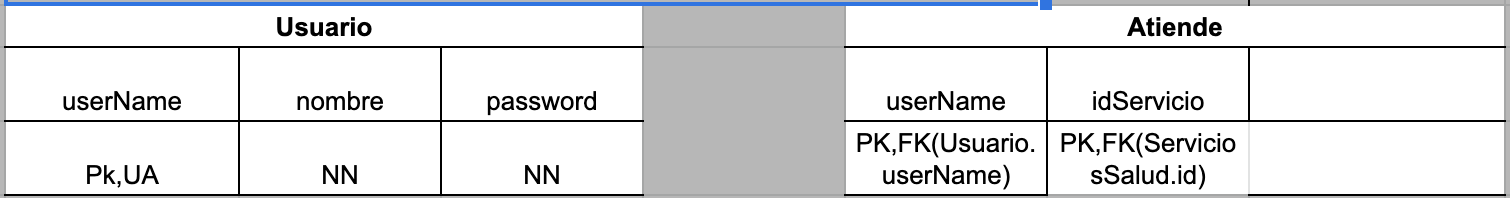 Usuario
Atiende
userName
nombre
password
userName
idServicio
Pk,UA
NN
NN
PK,FK(Usuario.
userName)
PK,FK(Servicio
sSalud.id)